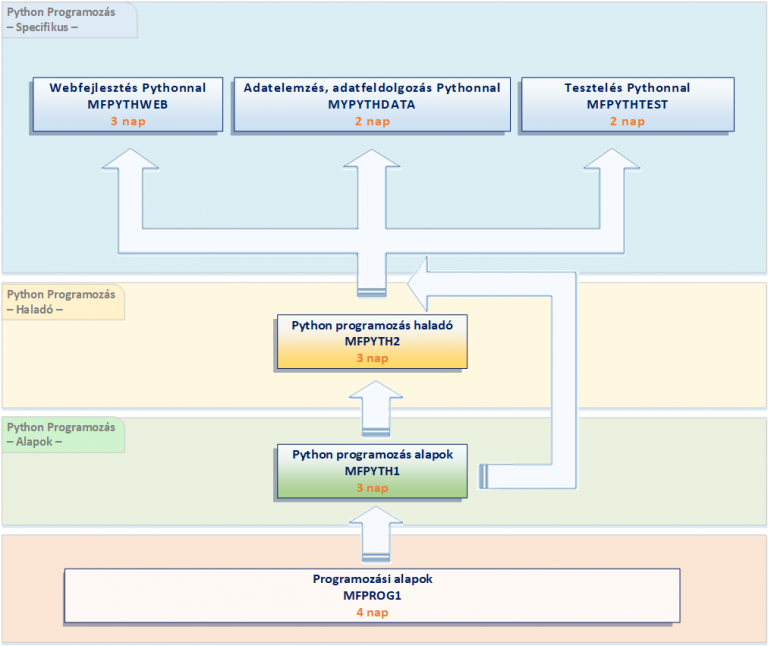 Python Programozás
– Specifikus –
Webfejlesztés Pythonnal
MFPYTHWEB
3 nap
Adatelemzés, adatfeldolgozás Pythonnal
MYPYTHDATA
2 nap
Tesztelés Pythonnal
MFPYTHTEST
2 nap
Python Programozás
– Haladó –
Python programozás haladó
MFPYTH2
3 nap
Python Programozás
– Alapok –
Python programozás alapok
MFPYTH1
3 nap
Programozási alapok
MFPROG1
4 nap